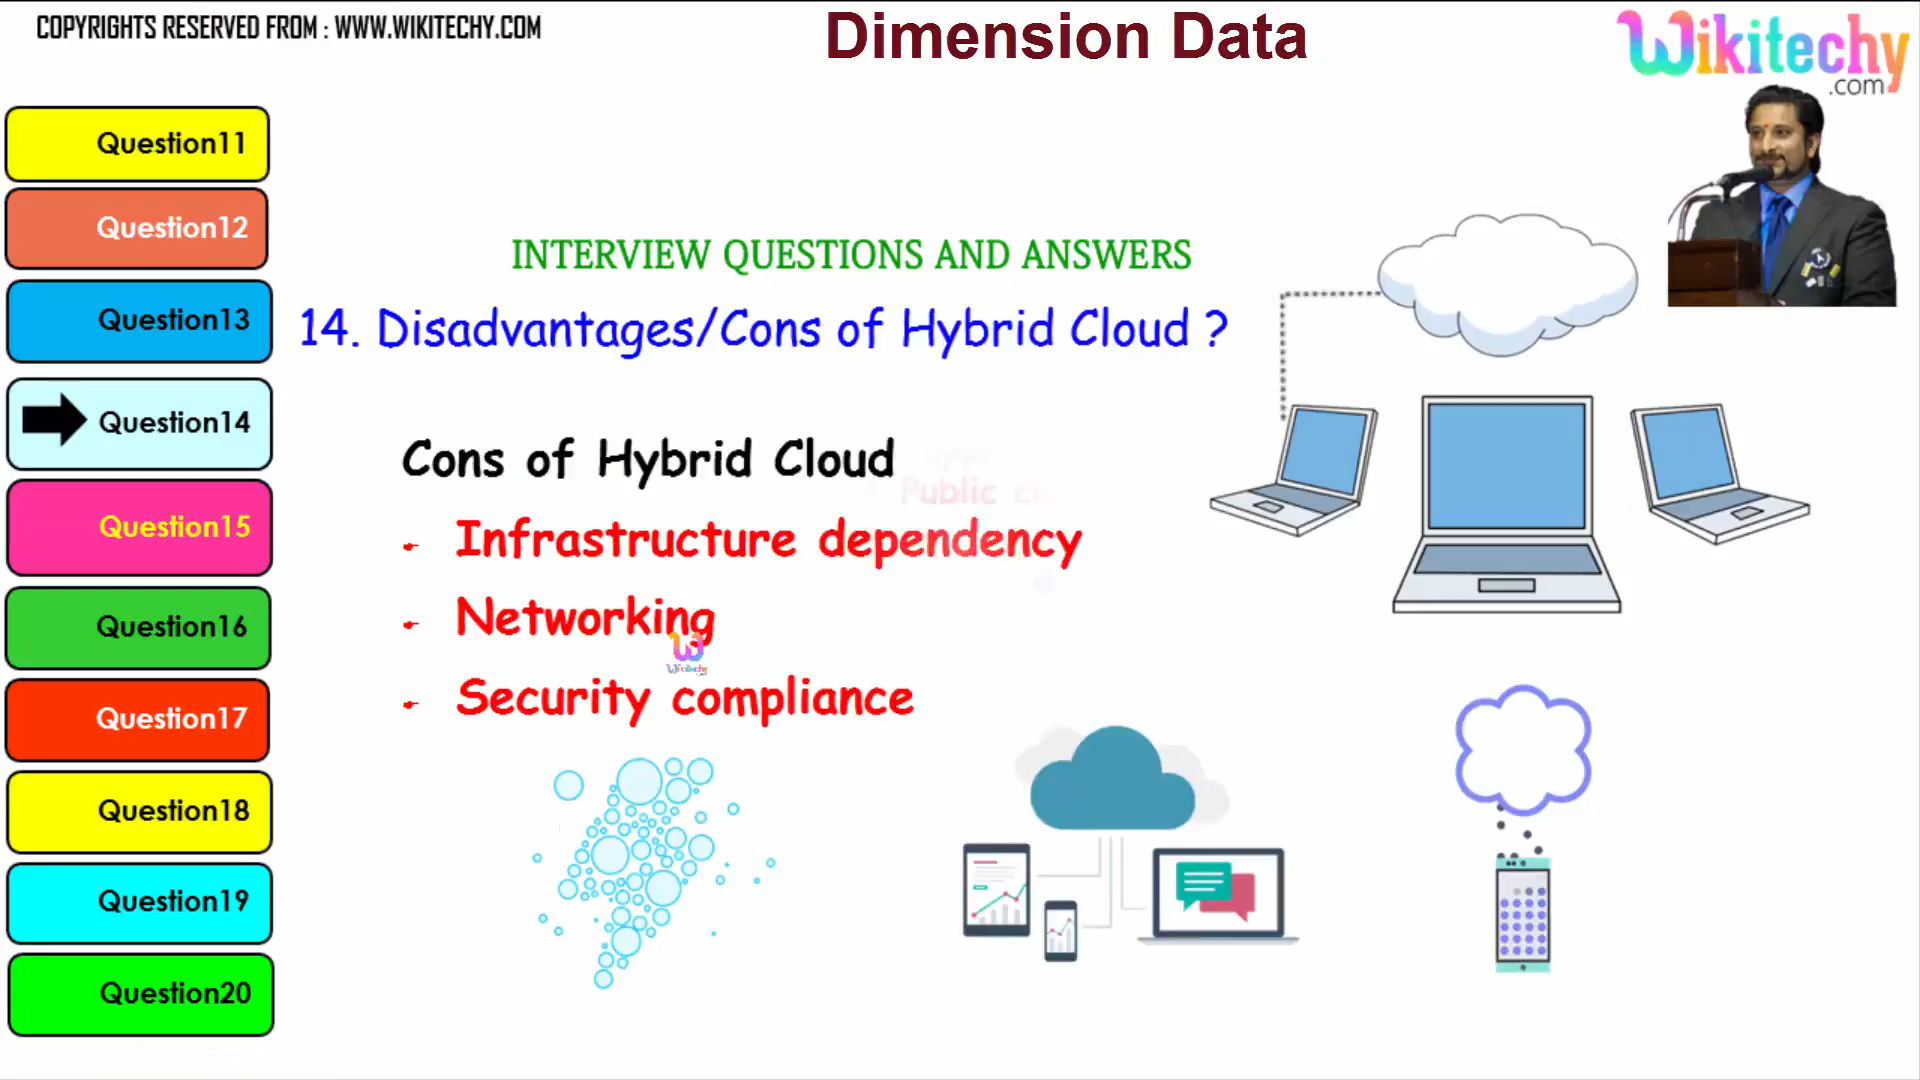 COPYRIGHTS RESERVED FROM : WWW.WIKITECHY.COM
Dimension Data
Wikitechy
.com
Question11
Question12
Question13
Question14
Question15
Question16
Question17
Question18
Question19
Question20
INTERVIEW QUESTIONS AND ANSWERS
14. Disadvantages/Cons of Hybrid Cloud ?
Cons of Hybrid Cloud
Public
- Infrastructure dependency
- Networking
Wikitechy
- Security compliance